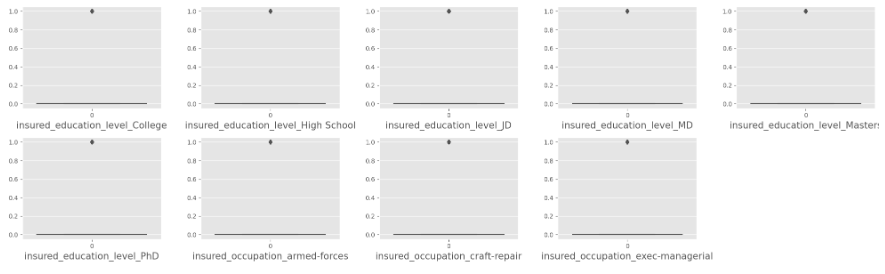 1.0 1.0 1.0 1.0 1.0
0.8 0.8 0.8 0.8 0.8
0.6 0.6 0.6 0.6 0.6
0.4 0.4 0.4 0.4 0.4
0.2 0.2 0.2 0.2 0.2
0.0 0.0 0.0 0.0 0.0
0 0 0 0 0
insured_education_level_College insured_education_level_High School insured_education_level_JD insured_education_level_MD insured_education_level_Masters
1.0 1.0 1.0 1.0
0.8 0.8 0.8 0.8
0.6 0.6 0.6 0.6
0.4 0.4 0.4 0.4
0.2 0.2 0.2 0.2
0.0 0.0 0.0 0.0
0 0 0 0
insured_education_level_PhD insured_occupation_armed-forces insured_occupation_craft-repair insured_occupation_exec-managerial